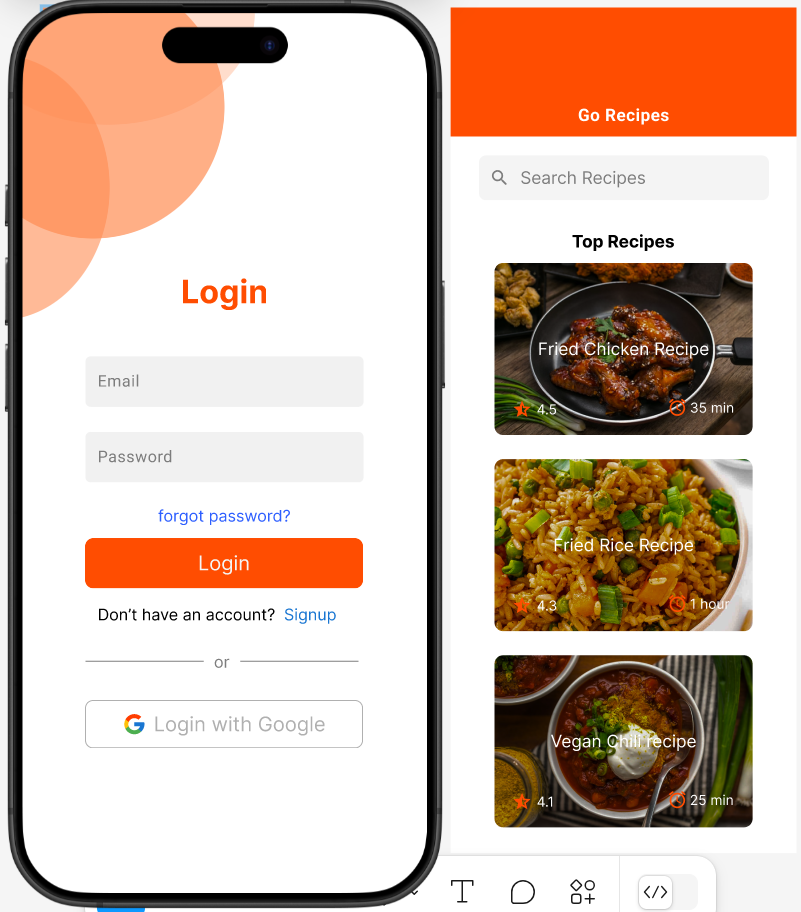 Login
Email
Password
forgot password?
Login
Don't have an account? Signup
or
Login with Google
Go Recipes
Search Recipes
Top Recipes
Fried Chicken Recipe
4.5 35 min
Fried Rice Recipe
4.3 1 hour
Vegan Chili recipe
4.1 25 min